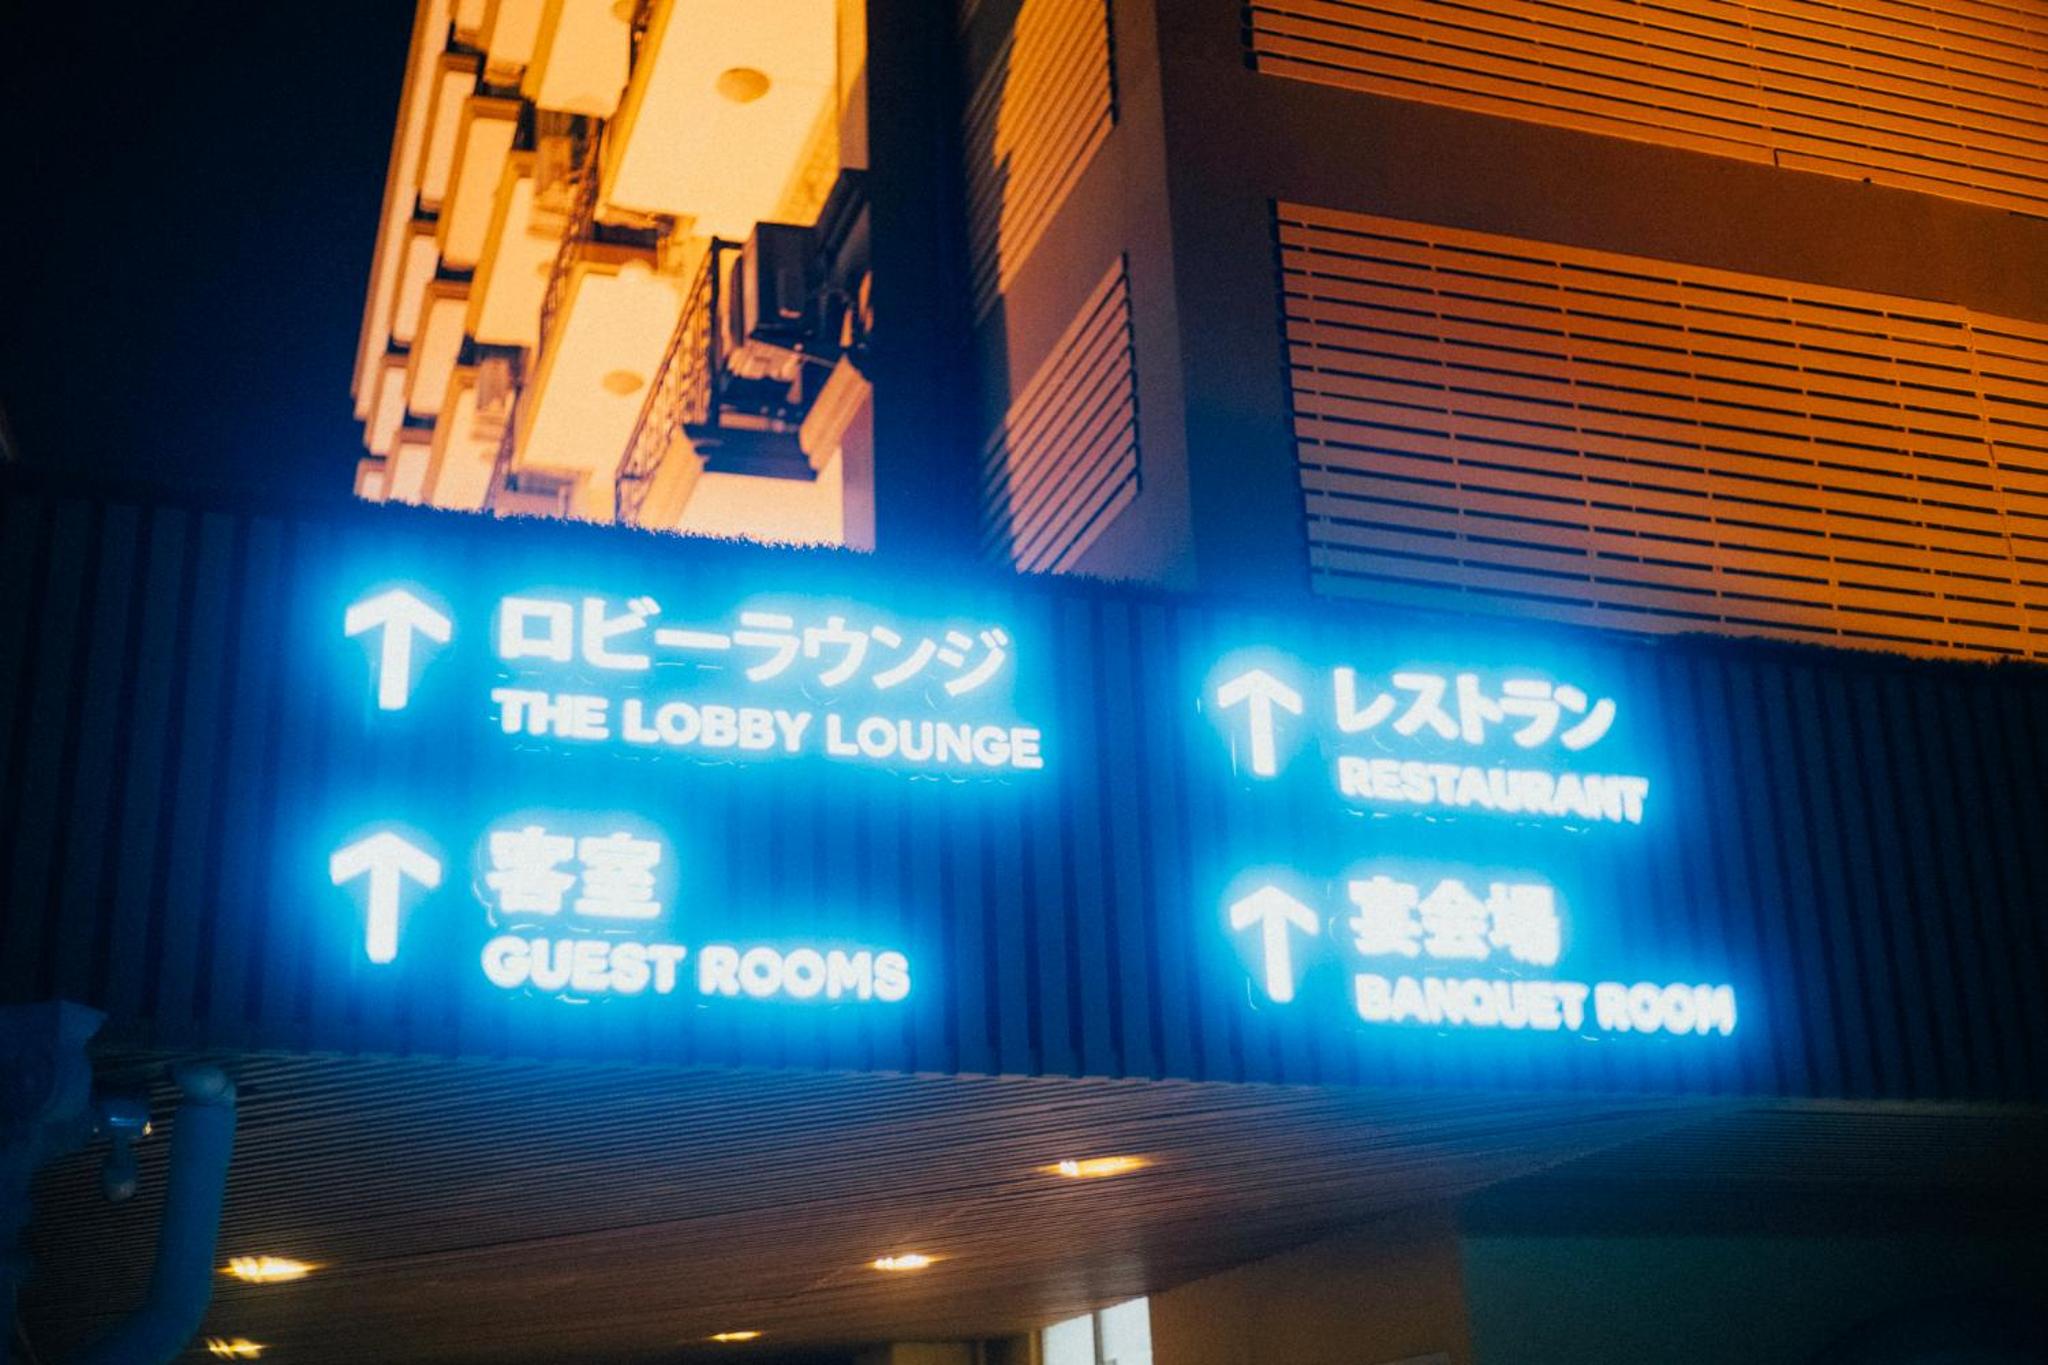 ロビーラウンジ
THE LOBBY LOUNGE
客室
GUEST ROOMS
レストラン
RESTAURANT
宴会場
BANQUET ROOM